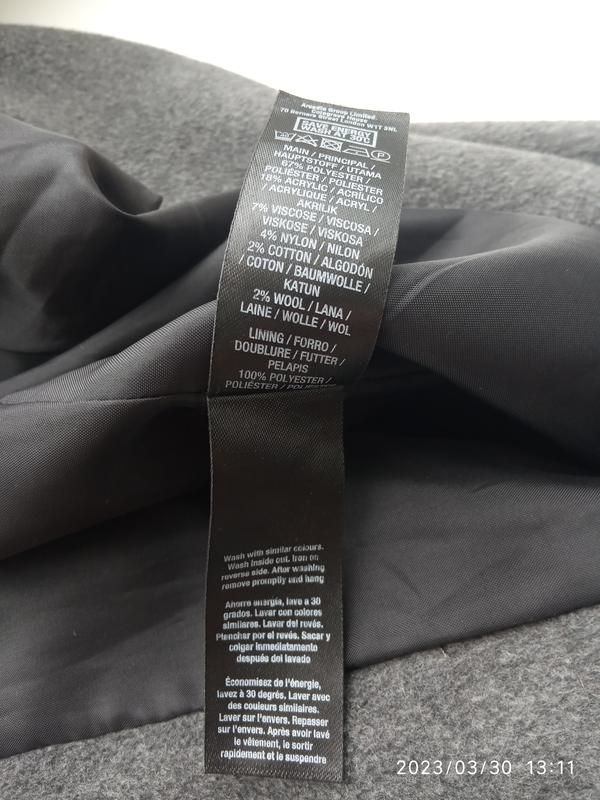 Arcadia Group Limited
Colegrave House
70 Berners Street London W1T 3NL
SAVE ENERGY
WASH AT 30!
P
MAIN / PRINCIPAL /
HAUPTSTOFF / UTAMA
67% POLYESTER /
POLIÉSTER / POLIESTER
18% ACRYLIC / ACRÍLICO
/ ACRYLIQUE / ACRYL /
AKRILIK
7% VISCOSE / VISCOSA /
VISKOSE / VISKOSA
4% NYLON / NILON
2% COTTON / ALGODÓN
/ COTON / BAUMWOLLE /
KATUN
2% WOOL / LANA /
LAINE / WOLLE / WOL
LINING / FORRO /
DOUBLURE / FUTTER /
PELAPIS
100% POLYESTER /
POLIÉSTER / POLIESTER
Wash with similar colours.
Wash inside out. Iron on
reverse side. After washing
remove promptly and hang
Ahorre energía, lave a 30
grados. Lavar con colores
similares. Lavar del revés.
Planchar por el revés. Sacar y
colgar inmediatamente
después del lavado
Économisez de l'énergie,
lavez à 30 degrés. Laver avec
des couleurs similaires.
Laver sur l'envers. Repasser
sur l'envers. Après avoir lavé
le vêtement, le sortir
rapidement et le suspendre
2023/03/30 13:11